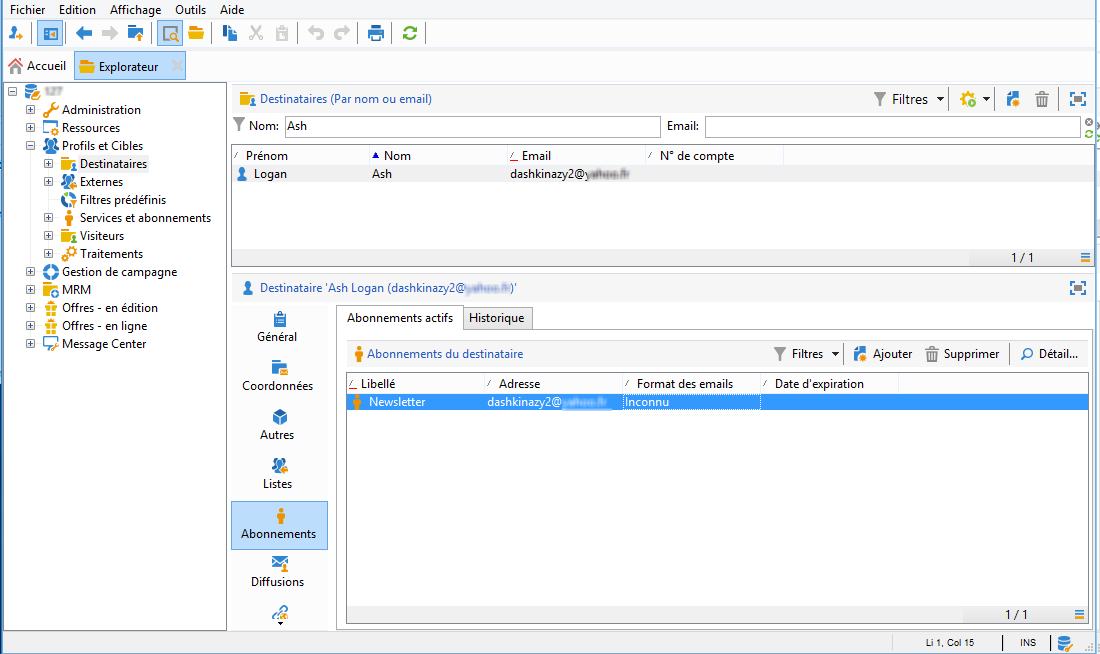 Fichier Edition Affichage Outils Aide
Accueil Explorateur
Administration
Ressources
Profils et Cibles
Destinataires
Externes
Filtres prédéfinis
Services et abonnements
Visiteurs
Traitements
Gestion de campagne
MRM
Offres - en édition
Offres - en ligne
Message Center
Destinataires (Par nom ou email) Filtres
Nom: Ash Email:
Prénom Nom Email N° de compte
Logan Ash dashkinazy2@
1 / 1
Destinataire 'Ash Logan (dashkinazy2@ )'
Général
Coordonnées
Autres
Listes
Abonnements
Diffusions
Abonnements actifs Historique
Abonnements du destinataire Filtres Ajouter Supprimer Détail...
Libellé Adresse Format des emails Date d'expiration
Newsletter dashkinazy2@ Inconnu
1 / 1
Li 1, Col 15 INS